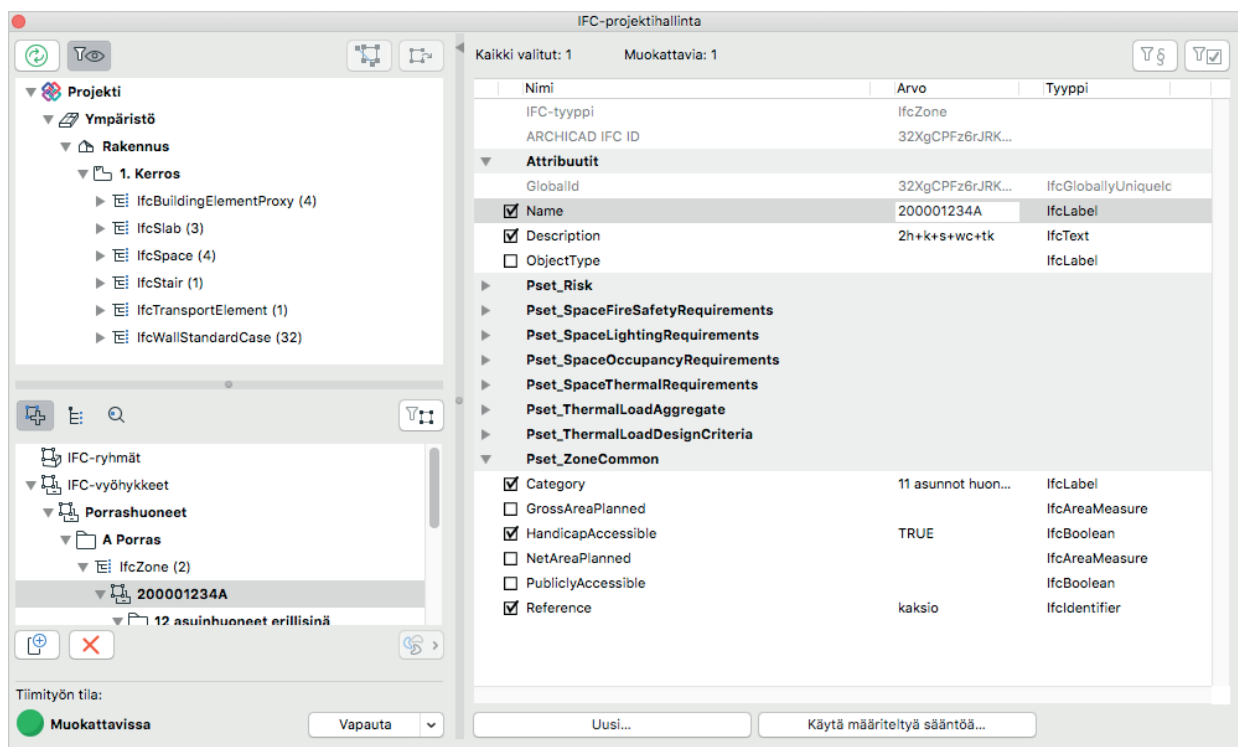 IFC-projektihallinta
Projekti
Ympäristö
Rakennus
1. Kerros
IfcBuildingElementProxy (4)
IfcSlab (3)
IfcSpace (4)
IfcStair (1)
IfcTransportElement (1)
IfcWallStandardCase (32)
IFC-ryhmät
IFC-vyöhykkeet
Porrashuoneet
A Porras
IfcZone (2)
200001234A
12 asuinhuoneet erillisinä
Tiimityön tila:
Muokattavissa Vapauta
Kaikki valitut: 1 Muokattavia: 1
Nimi Arvo Tyyppi
IFC-tyyppi IfcZone
ARCHICAD IFC ID 32XgCPFz6rJRK...
Attribuutit
GlobalId 32XgCPFz6rJRK... IfcGloballyUniqueId
Name 200001234A IfcLabel
Description 2h+k+s+wc+tk IfcText
ObjectType IfcLabel
Pset_Risk
Pset_SpaceFireSafetyRequirements
Pset_SpaceLightingRequirements
Pset_SpaceOccupancyRequirements
Pset_SpaceThermalRequirements
Pset_ThermalLoadAggregate
Pset_ThermalLoadDesignCriteria
Pset_ZoneCommon
Category 11 asunnot huon... IfcLabel
GrossAreaPlanned IfcAreaMeasure
HandicapAccessible TRUE IfcBoolean
NetAreaPlanned IfcAreaMeasure
PubliclyAccessible IfcBoolean
Reference kaksio IfcIdentifier
Uusi... Käytä määriteltyä sääntöä...